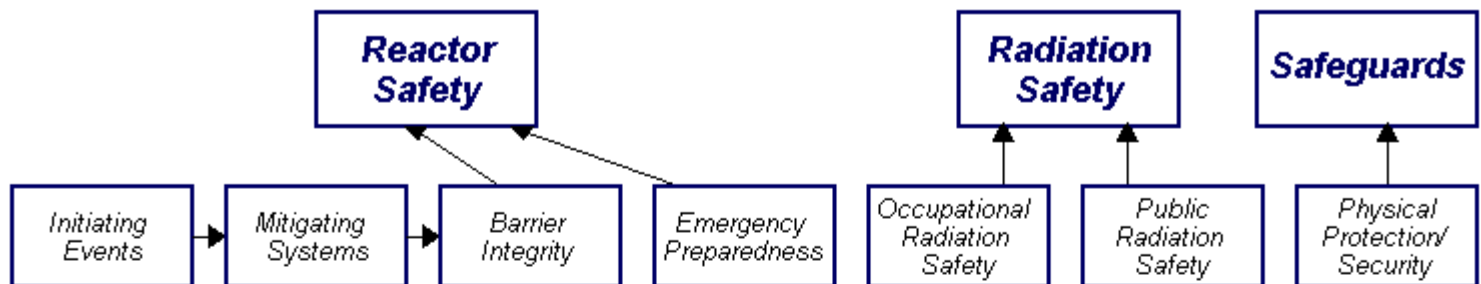 Reactor
Safety
Radiation
Safety
Safeguards
Initiating
Events
Mitigating
Systems
Barrier
Integrity
Emergency
Preparedness
Occupational
Radiation
Safety
Public
Radiation
Safety
Physical
Protection/
Security